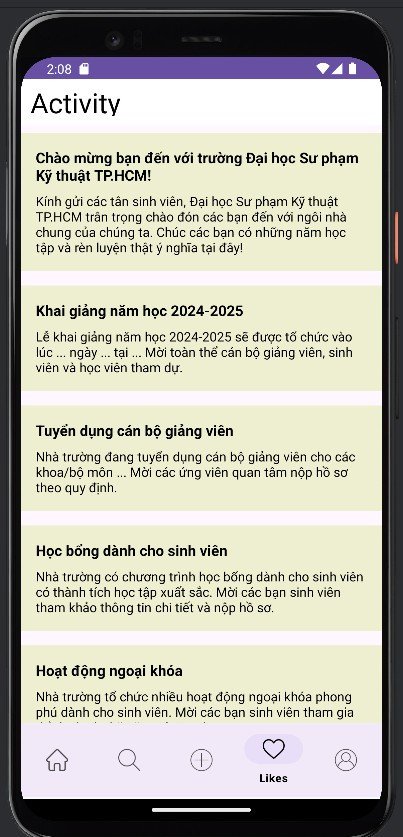 2:08
Activity
Chào mừng bạn đến với trường Đại học Sư phạm
Kỹ thuật TP.HCM!
Kính gửi các tân sinh viên, Đại học Sư phạm Kỹ thuật
TP.HCM trân trọng chào đón các bạn đến với ngôi nhà
chung của chúng ta. Chúc các bạn có những năm học
tập và rèn luyện thật ý nghĩa tại đây!
Khai giảng năm học 2024-2025
Lễ khai giảng năm học 2024-2025 sẽ được tổ chức vào
lúc ... ngày ... tại ... Mời toàn thể cán bộ giảng viên, sinh
viên và học viên tham dự.
Tuyển dụng cán bộ giảng viên
Nhà trường đang tuyển dụng cán bộ giảng viên cho các
khoa/bộ môn ... Mời các ứng viên quan tâm nộp hồ sơ
theo quy định.
Học bổng dành cho sinh viên
Nhà trường có chương trình học bổng dành cho sinh viên
có thành tích học tập xuất sắc. Mời các bạn sinh viên
tham khảo thông tin chi tiết và nộp hồ sơ.
Hoạt động ngoại khóa
Nhà trường tổ chức nhiều hoạt động ngoại khóa phong
phú dành cho sinh viên. Mời các bạn sinh viên tham gia
Likes